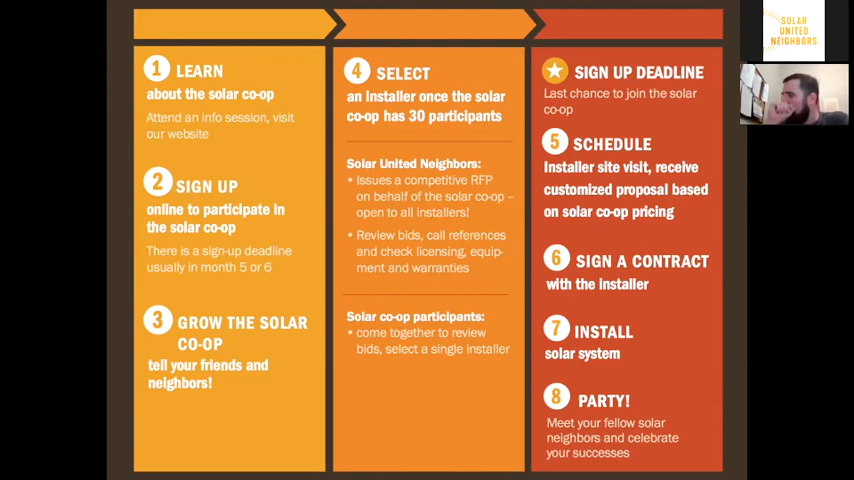 1 LEARN
about the solar co-op
Attend an info session, visit
our website
2 SIGN UP
online to participate in
the solar co-op
There is a sign-up deadline
usually in month 5 or 6
3 GROW THE SOLAR
CO-OP
tell your friends and
neighbors!
4 SELECT
an installer once the solar
co-op has 30 participants
Solar United Neighbors:
• Issues a competitive RFP
on behalf of the solar co-op –
open to all installers!
• Review bids, call references
and check licensing, equip-
ment and warranties
Solar co-op participants:
• come together to review
bids, select a single installer
SIGN UP DEADLINE
Last chance to join the solar
co-op
5 SCHEDULE
Installer site visit, receive
customized proposal based
on solar co-op pricing
6 SIGN A CONTRACT
with the installer
7 INSTALL
solar system
8 PARTY!
Meet your fellow solar
neighbors and celebrate
your successes
SOLAR
UNITED
NEIGHBORS